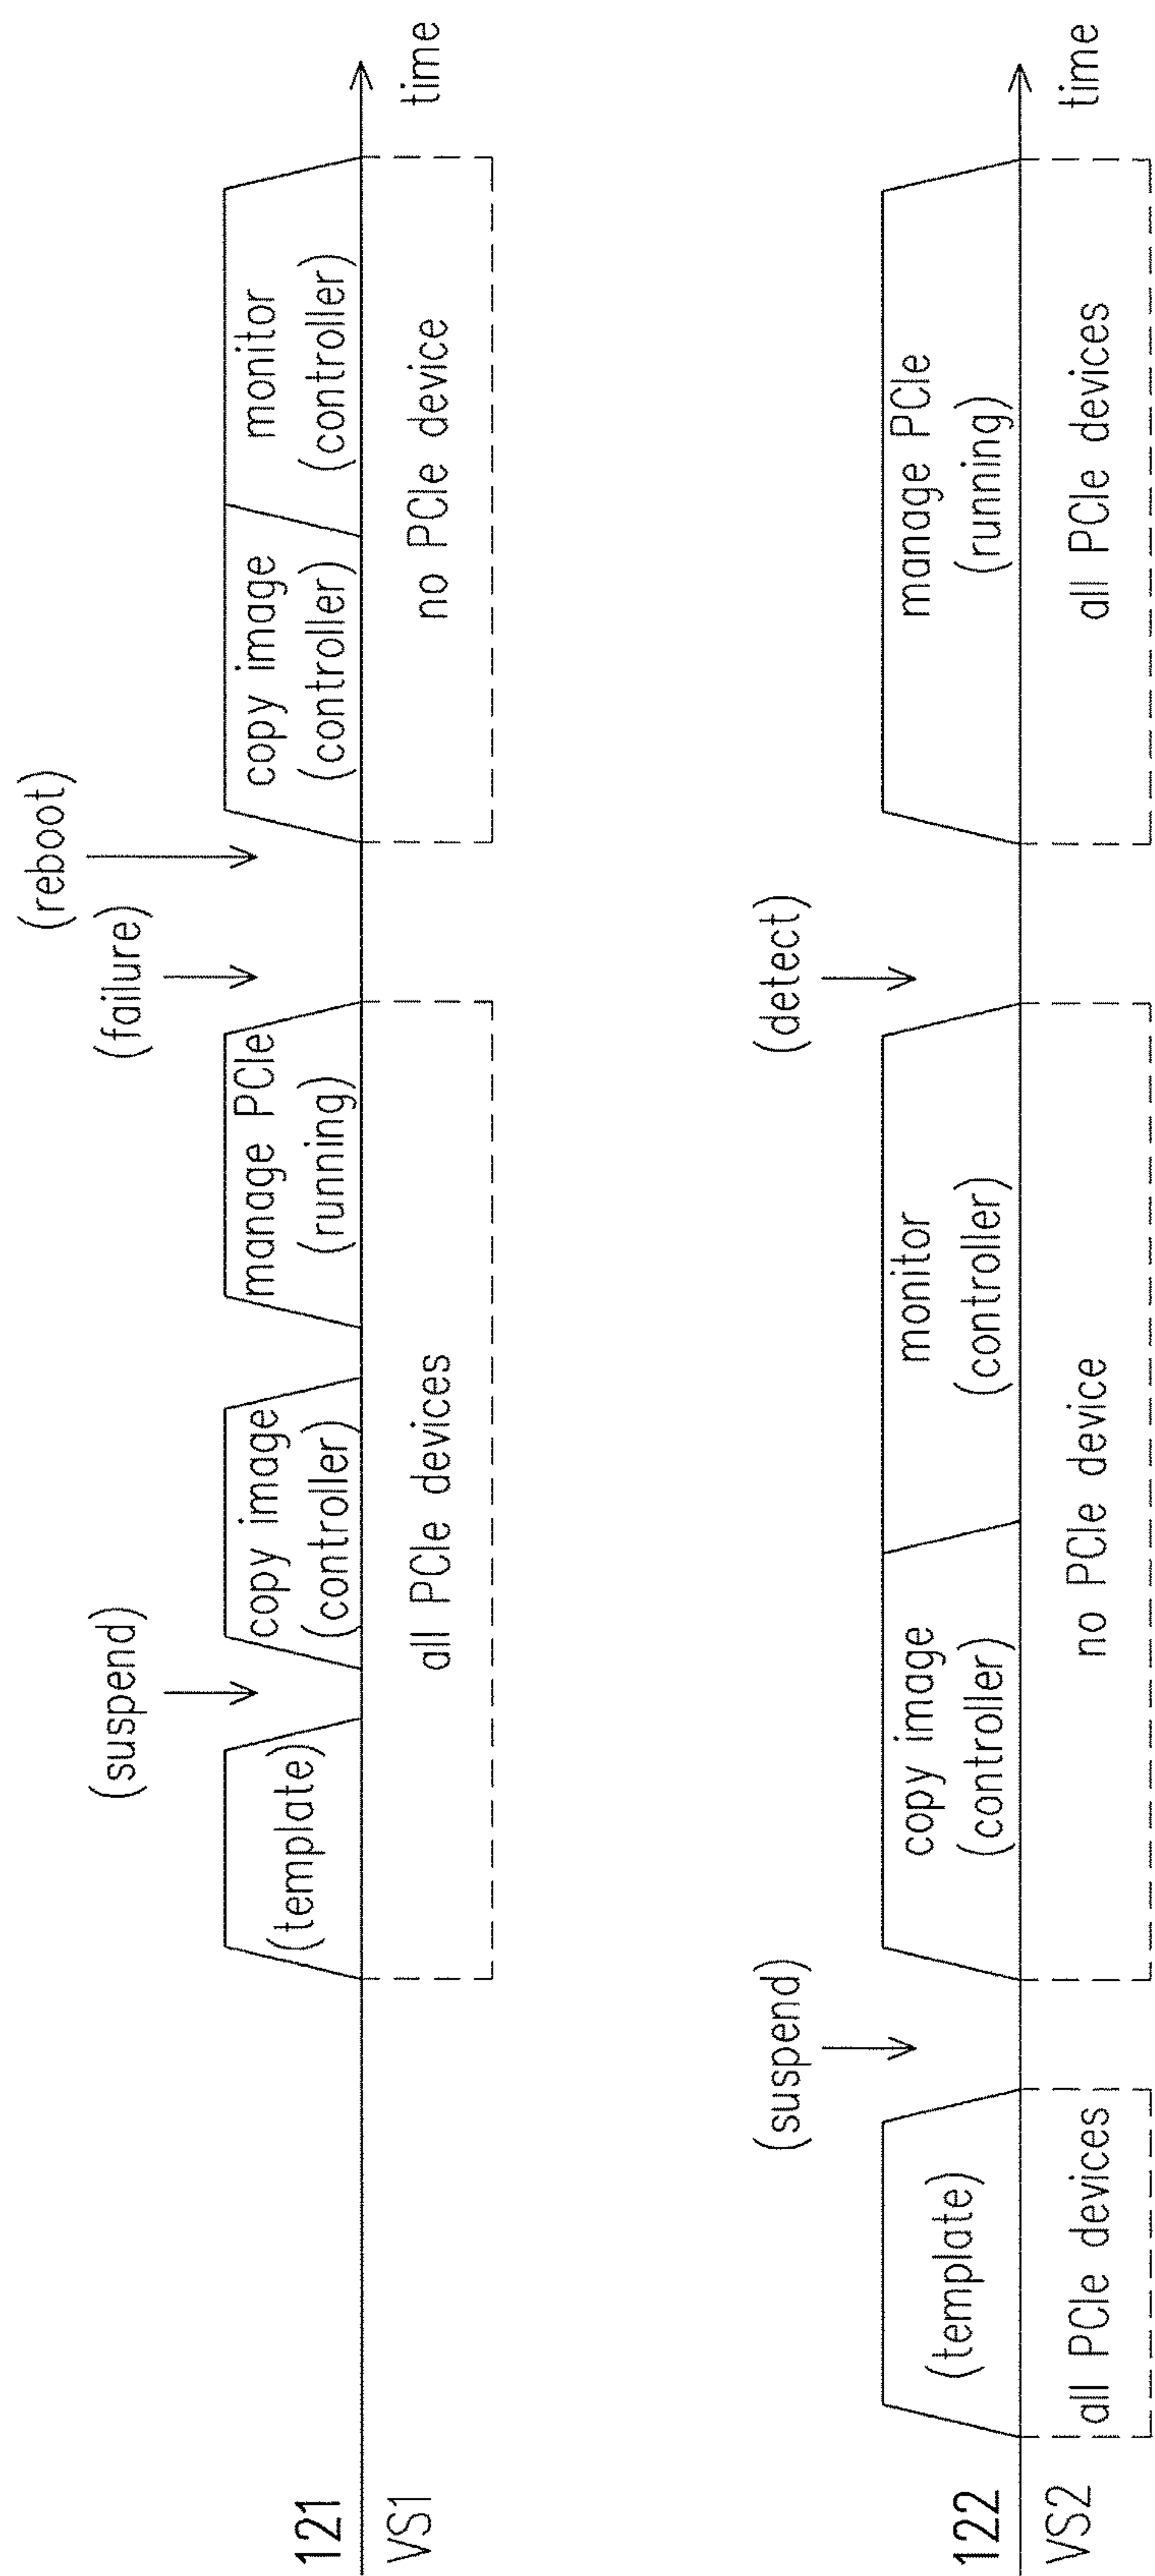 (suspend)
(failure)
(reboot)
(template)
copy image
(controller)
manage PCIe
(running)
copy image
(controller)
monitor
(controller)
121
VS1
all PCIe devices
no PCIe device
time
(suspend)
(detect)
(template)
copy image
(controller)
monitor
(controller)
manage PCIe
(running)
122
VS2
all PCIe devices
no PCIe device
all PCIe devices
time